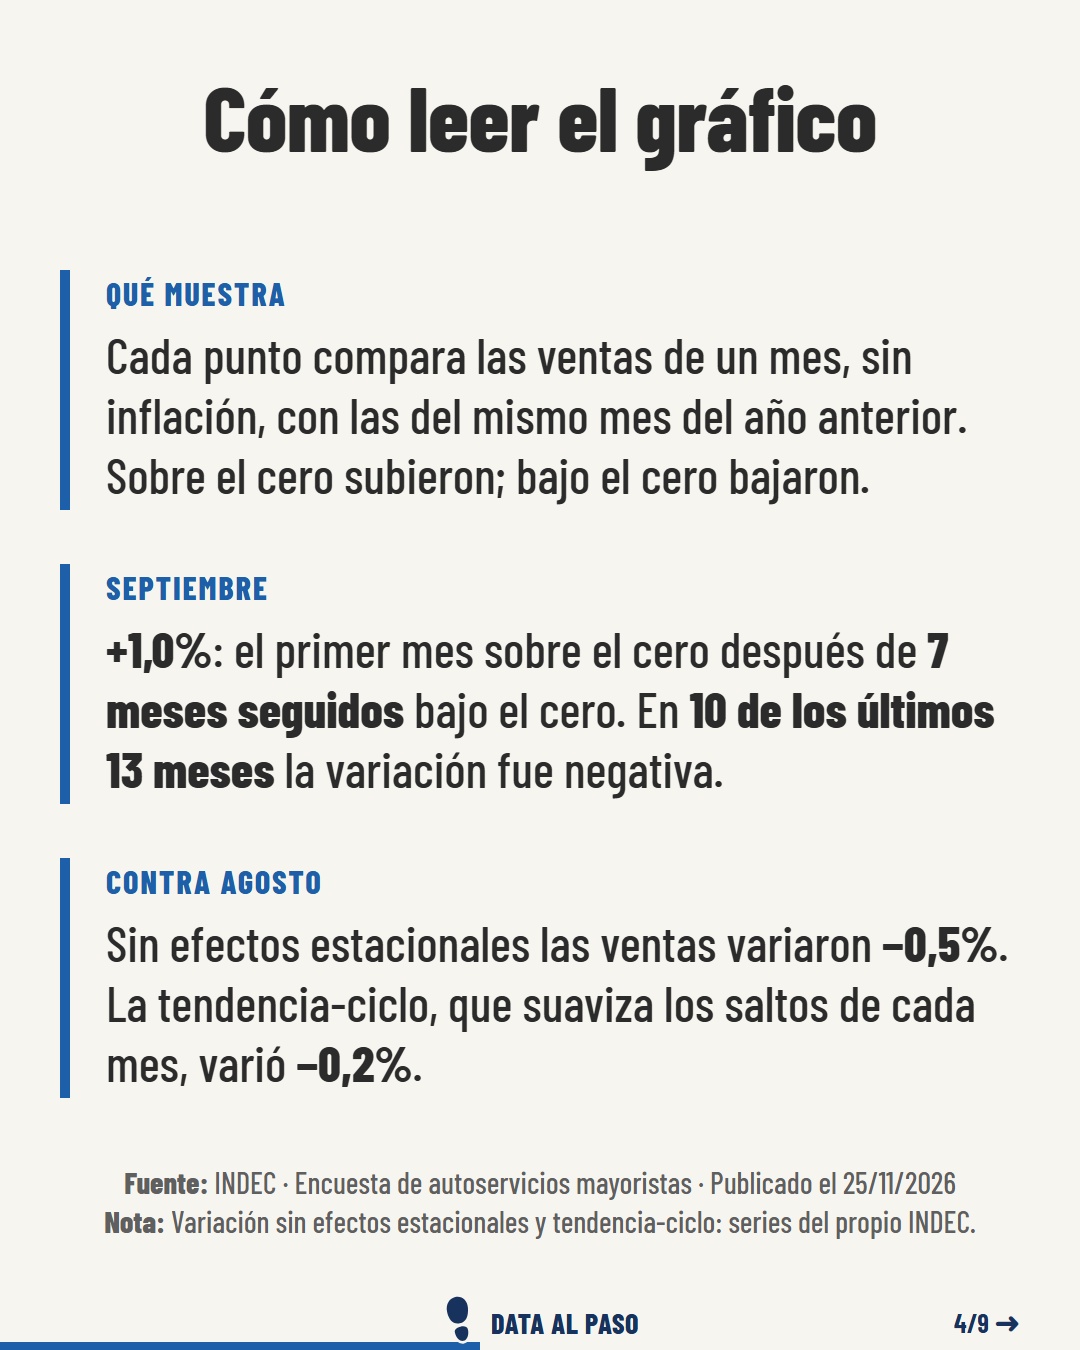 Cómo leer el gráfico
QUÉ MUESTRA
Cada punto compara las ventas de un mes, sin
inflación, con las del mismo mes del año anterior.
Sobre el cero subieron; bajo el cero bajaron.
SEPTIEMBRE
+1,0%: el primer mes sobre el cero después de 7
meses seguidos bajo el cero. En 10 de los últimos
13 meses la variación fue negativa.
CONTRA AGOSTO
Sin efectos estacionales las ventas variaron −0,5%.
La tendencia-ciclo, que suaviza los saltos de cada
mes, varió −0,2%.
Fuente: INDEC · Encuesta de autoservicios mayoristas · Publicado el 25/11/2026
Nota: Variación sin efectos estacionales y tendencia-ciclo: series del propio INDEC.
DATA AL PASO
4/9 →